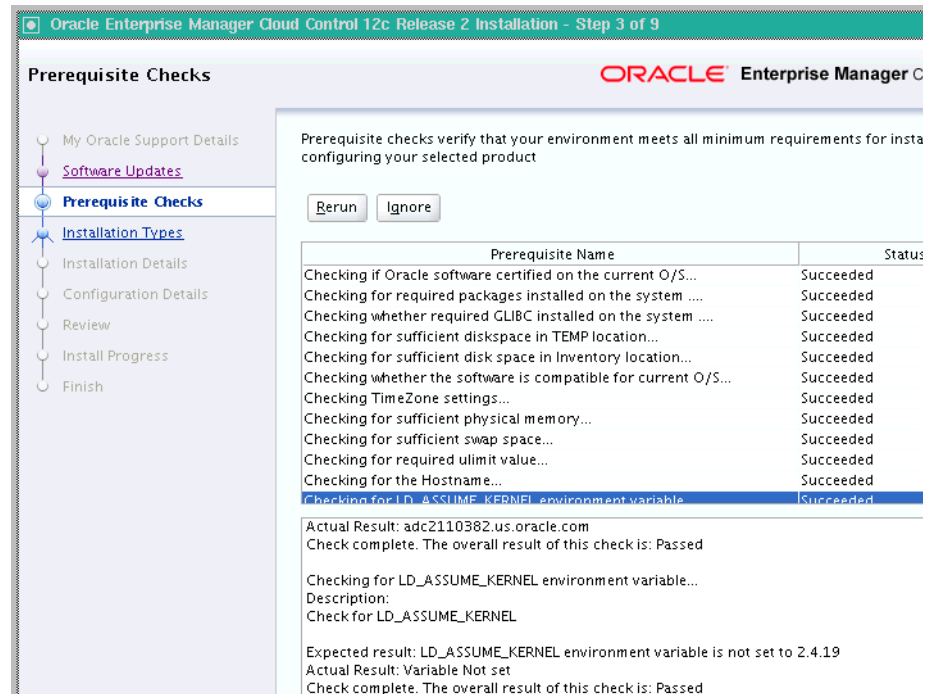 Oracle Enterprise Manager Cloud Control 12c Release 2 Installation - Step 3 of 9
Prerequisite Checks
ORACLE Enterprise Manager
My Oracle Support Details
Software Updates
Prerequisite Checks
Installation Types
Installation Details
Configuration Details
Review
Install Progress
Finish
Prerequisite checks verify that your environment meets all minimum requirements for
configuring your selected product
Rerun Ignore
Prerequisite Name Status
Checking if Oracle software certified on the current O/S... Succeeded
Checking for required packages installed on the system .... Succeeded
Checking whether required GLIBC installed on the system .... Succeeded
Checking for sufficient diskspace in TEMP location... Succeeded
Checking for sufficient disk space in Inventory location... Succeeded
Checking whether the software is compatible for current O/S... Succeeded
Checking TimeZone settings... Succeeded
Checking for sufficient physical memory... Succeeded
Checking for sufficient swap space... Succeeded
Checking for required ulimit value... Succeeded
Checking for the Hostname... Succeeded
Checking for LD_ASSUME_KERNEL environment variable Succeeded
Actual Result: adc2110382.us.oracle.com
Check complete. The overall result of this check is: Passed
Checking for LD_ASSUME_KERNEL environment variable...
Description:
Check for LD_ASSUME_KERNEL
Expected result: LD_ASSUME_KERNEL environment variable is not set to 2.4.19
Actual Result: Variable Not set
Check complete. The overall result of this check is: Passed